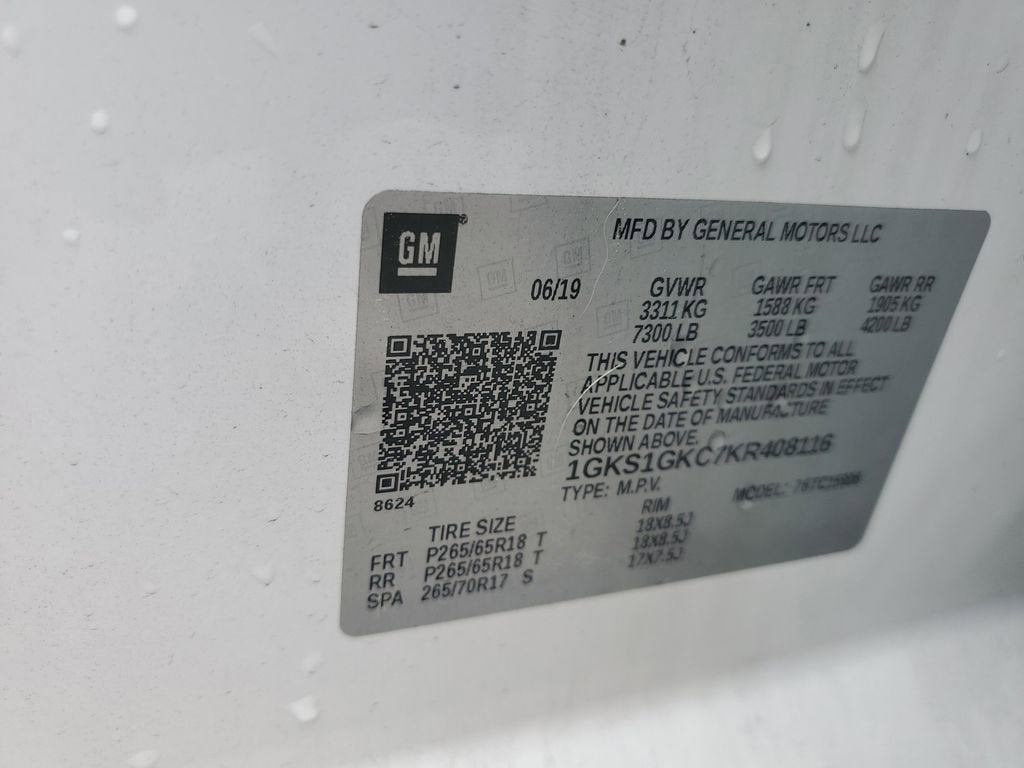 GM
MFD BY GENERAL MOTORS LLC
06/19
GVWR GAWR FRT GAWR RR
3311 KG 1588 KG 1905 KG
7300 LB 3500 LB 4200 LB
THIS VEHICLE CONFORMS TO ALL
APPLICABLE U.S. FEDERAL MOTOR
VEHICLE SAFETY STANDARDS IN EFFECT
ON THE DATE OF MANUFACTURE
SHOWN ABOVE.
1GKS1GKC7KR408116
TYPE: M.P.V. MODEL:
8624
TIRE SIZE RIM
FRT P265/65R18 T 18X8.5J
RR P265/65R18 T 18X8.5J
SPA 265/70R17 S 17X7.5J